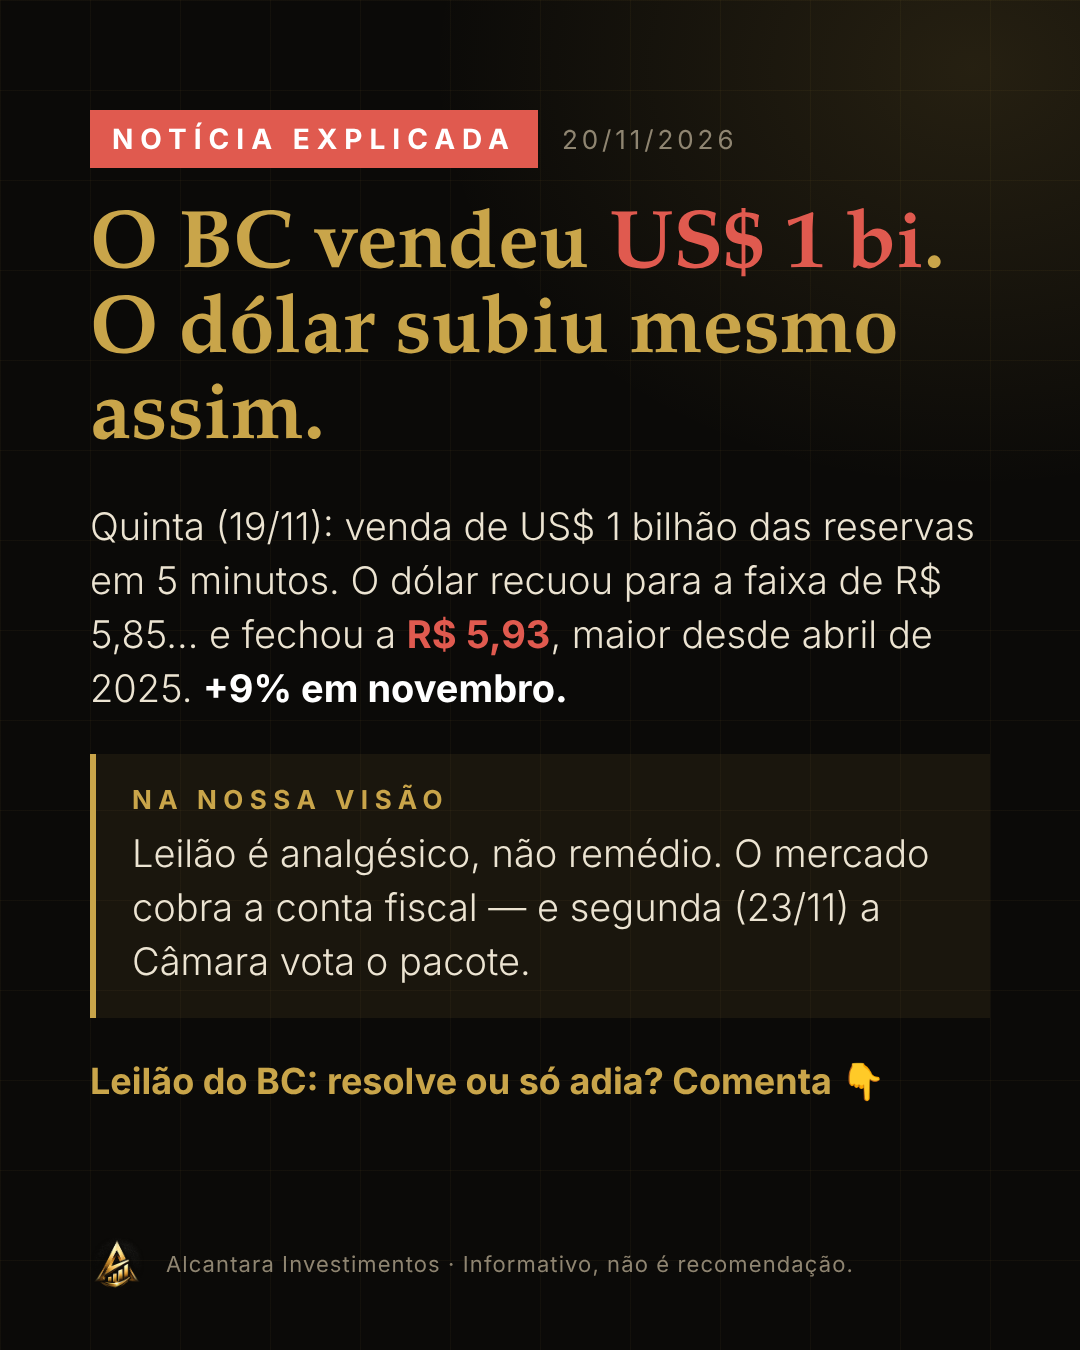 NOTÍCIA EXPLICADA 20/11/2026
O BC vendeu US$ 1 bi.
O dólar subiu mesmo
assim.
Quinta (19/11): venda de US$ 1 bilhão das reservas
em 5 minutos. O dólar recuou para a faixa de R$
5,85... e fechou a R$ 5,93, maior desde abril de
2025. +9% em novembro.
NA NOSSA VISÃO
Leilão é analgésico, não remédio. O mercado
cobra a conta fiscal — e segunda (23/11) a
Câmara vota o pacote.
Leilão do BC: resolve ou só adia? Comenta 👇
Alcantara Investimentos · Informativo, não é recomendação.